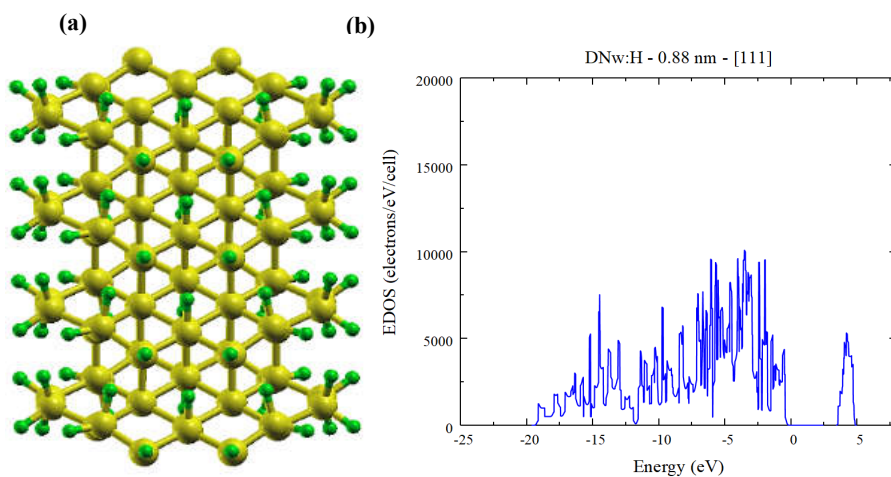 (a)
(b)
DNw:H - 0.88 nm - [111]
20000
15000
10000
5000
0
EDOS (electrons/eV/cell)
-25
-20
-15
-10
-5
0
5
Energy (eV)